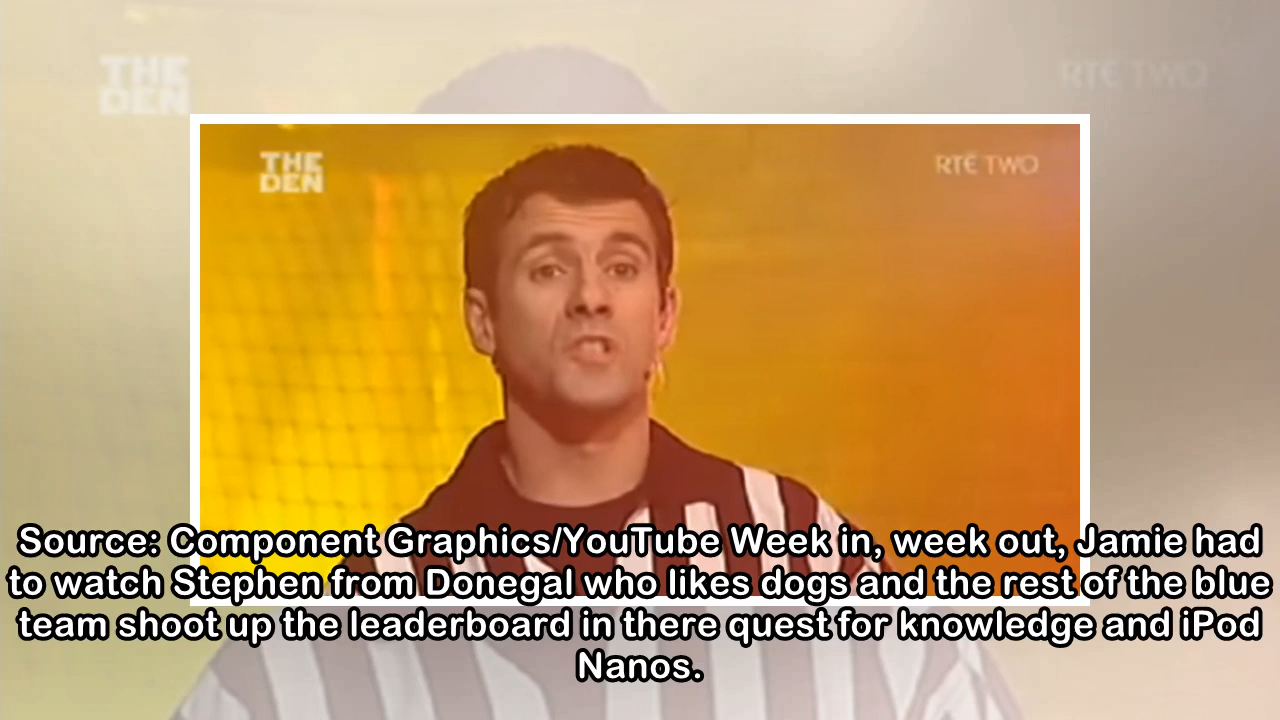 THE
DEN
RTÉ TWO
THE
DEN
RTÉ TWO
Source: Component Graphics/YouTube Week in, week out, Jamie had
to watch Stephen from Donegal who likes dogs and the rest of the blue
team shoot up the leaderboard in there quest for knowledge and iPod
Nanos.